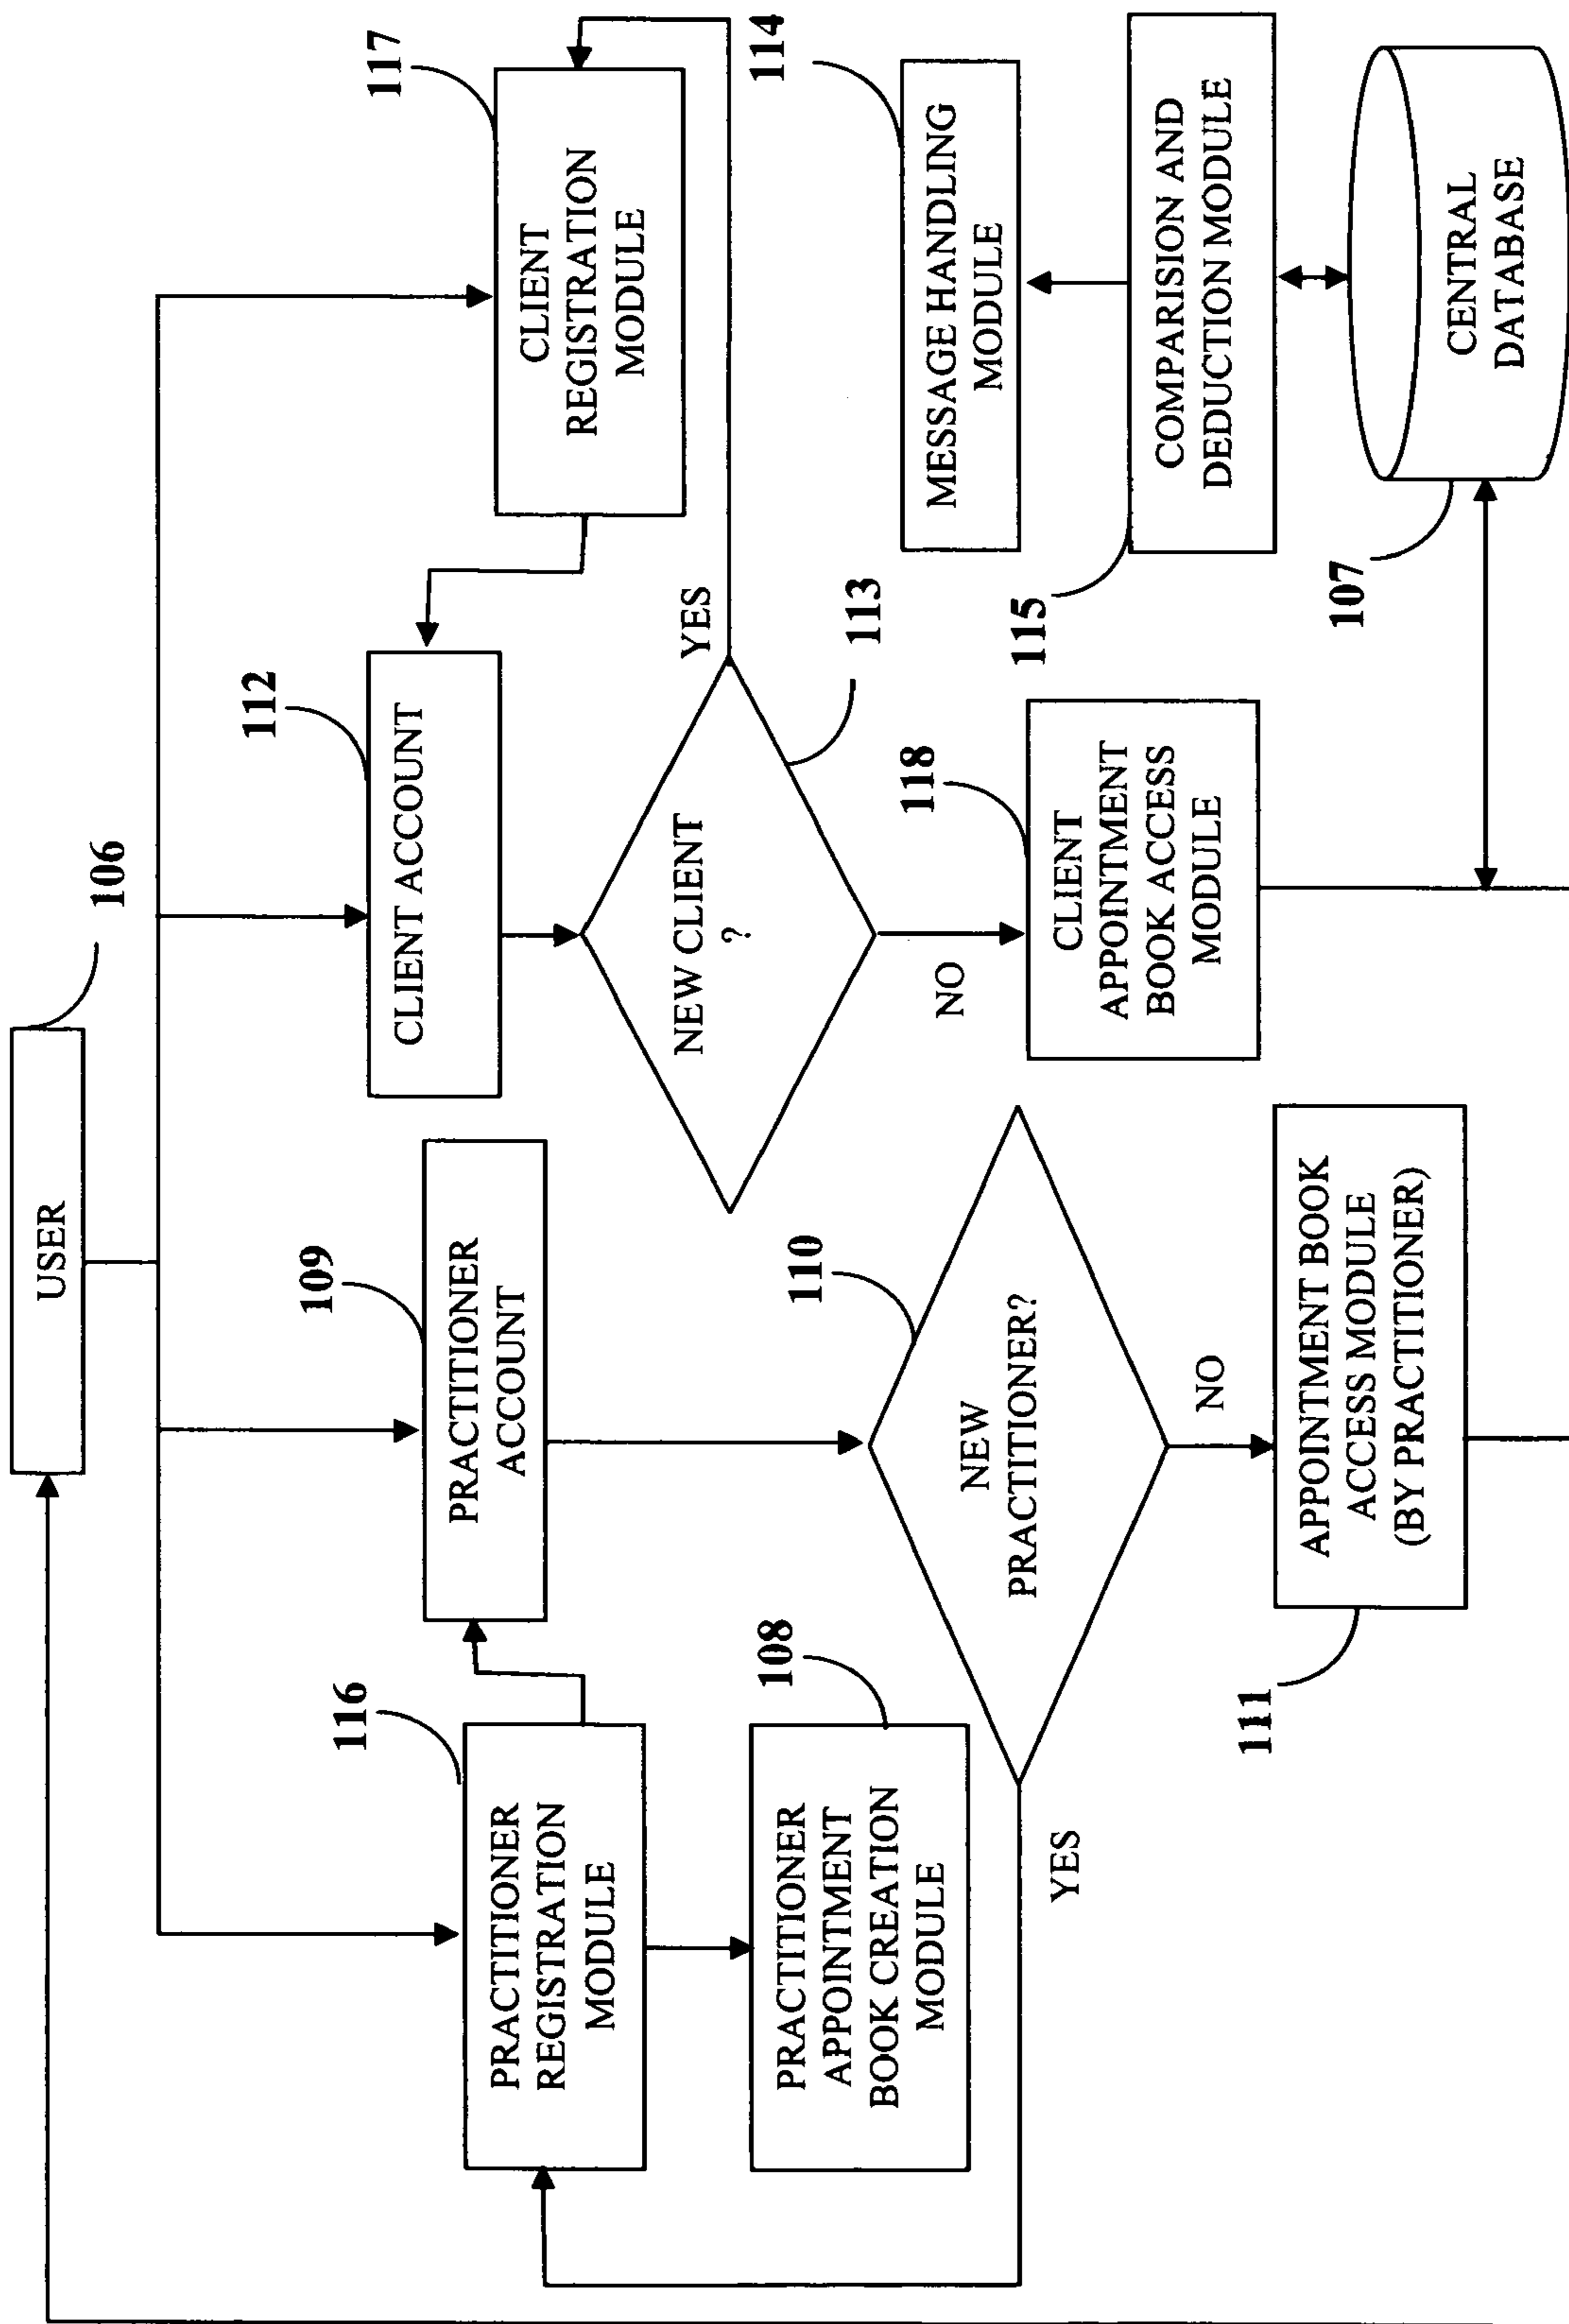 106
USER
116
PRACTITIONER
REGISTRATION
MODULE
109
PRACTITIONER
ACCOUNT
112
CLIENT ACCOUNT
117
CLIENT
REGISTRATION
MODULE
108
PRACTITIONER
APPOINTMENT
BOOK CREATION
MODULE
110
NEW
PRACTITIONER?
YES
NO
NEW CLIENT
?
113
YES
NO
114
MESSAGE HANDLING
MODULE
118
CLIENT
APPOINTMENT
BOOK ACCESS
MODULE
115
COMPARISION AND
DEDUCTION MODULE
111
APPOINTMENT BOOK
ACCESS MODULE
(BY PRACTITIONER)
107
CENTRAL
DATABASE